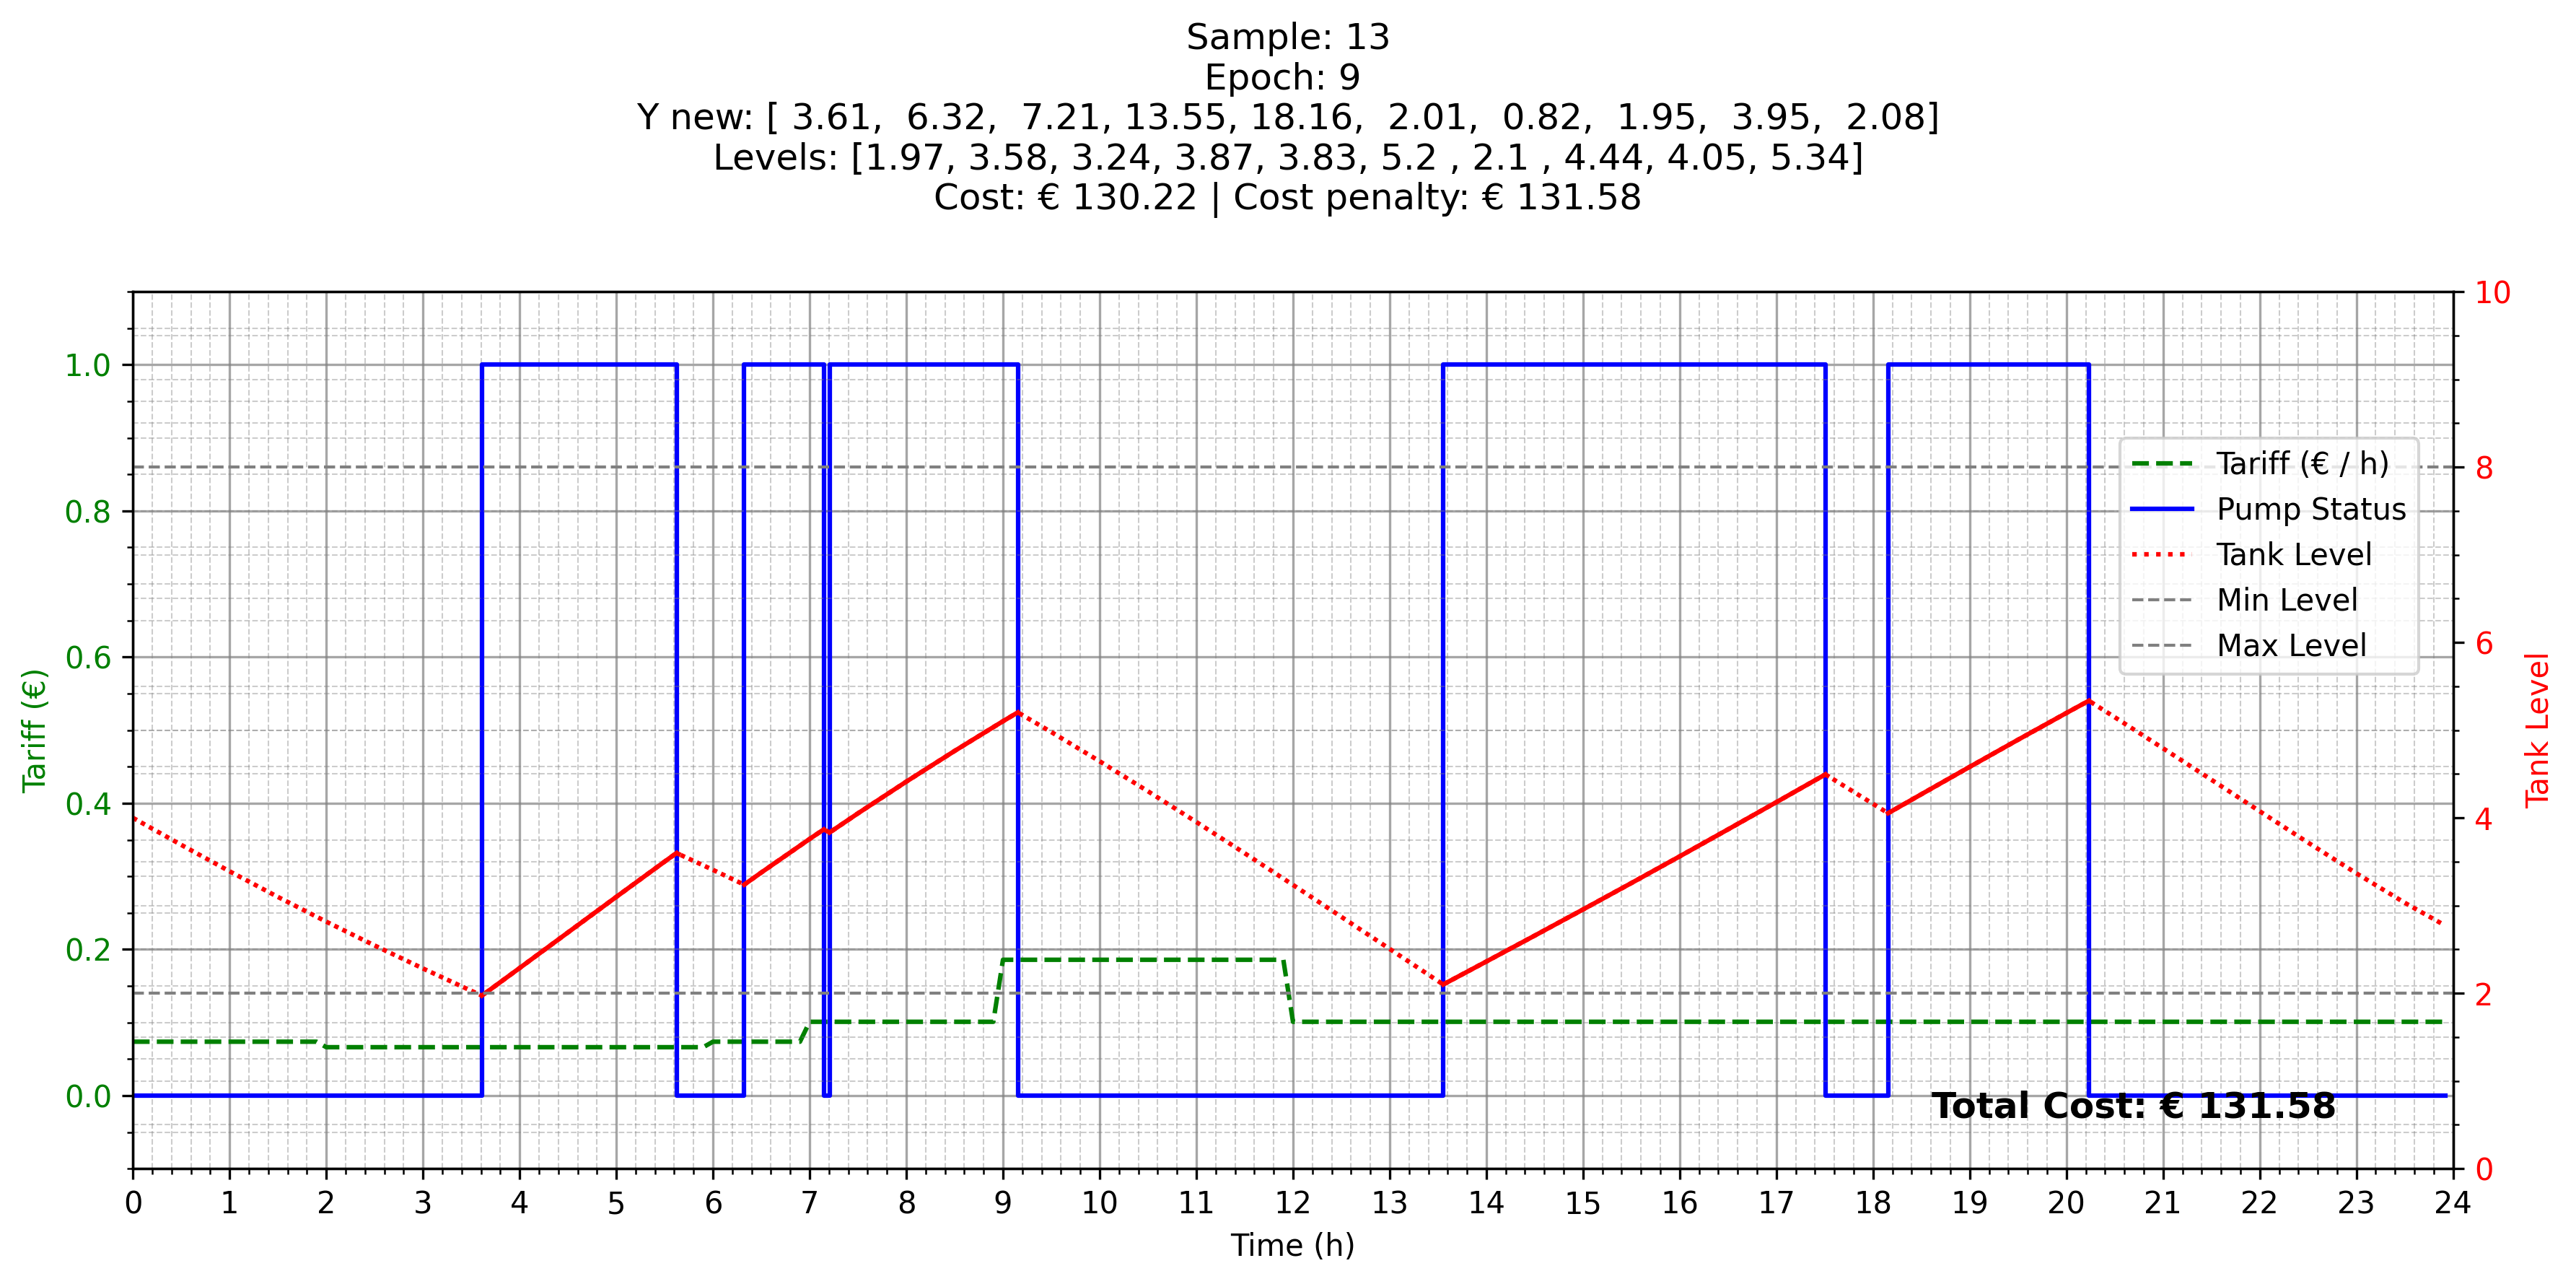 Sample: 13
Epoch: 9
Y new: [ 3.61,  6.32,  7.21, 13.55, 18.16,  2.01,  0.82,  1.95,  3.95,  2.08]
Levels: [1.97, 3.58, 3.24, 3.87, 3.83, 5.2 , 2.1 , 4.44, 4.05, 5.34]
Cost: € 130.22 | Cost penalty: € 131.58
1.0
0.8
0.6
0.4
0.2
0.0
Tariff (€)
10
8
6
4
2
0
Tank Level
Tariff (€ / h)
Pump Status
Tank Level
Min Level
Max Level
Total Cost: € 131.58
0 1 2 3 4 5 6 7 8 9 10 11 12 13 14 15 16 17 18 19 20 21 22 23 24
Time (h)